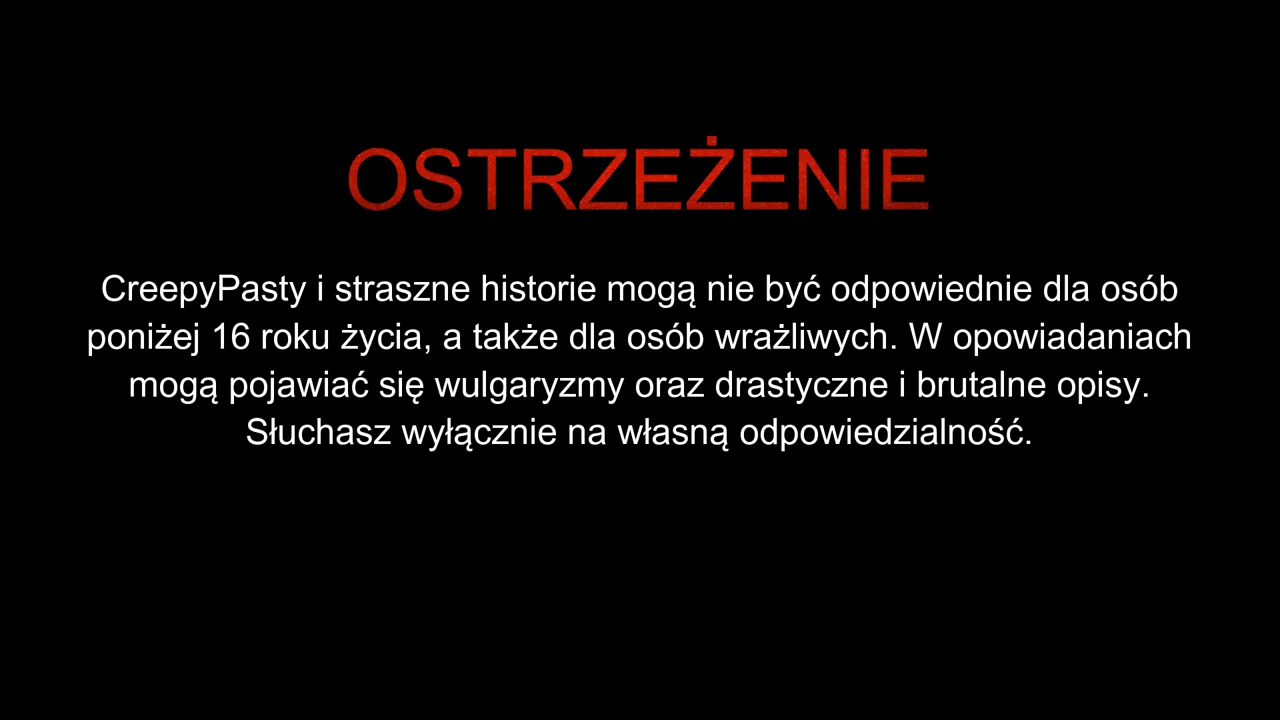 OSTRZEŻENIE
CreepyPasty i straszne historie mogą nie być odpowiednie dla osób
poniżej 16 roku życia, a także dla osób wrażliwych. W opowiadaniach
mogą pojawiać się wulgaryzmy oraz drastyczne i brutalne opisy.
Słuchasz wyłącznie na własną odpowiedzialność.